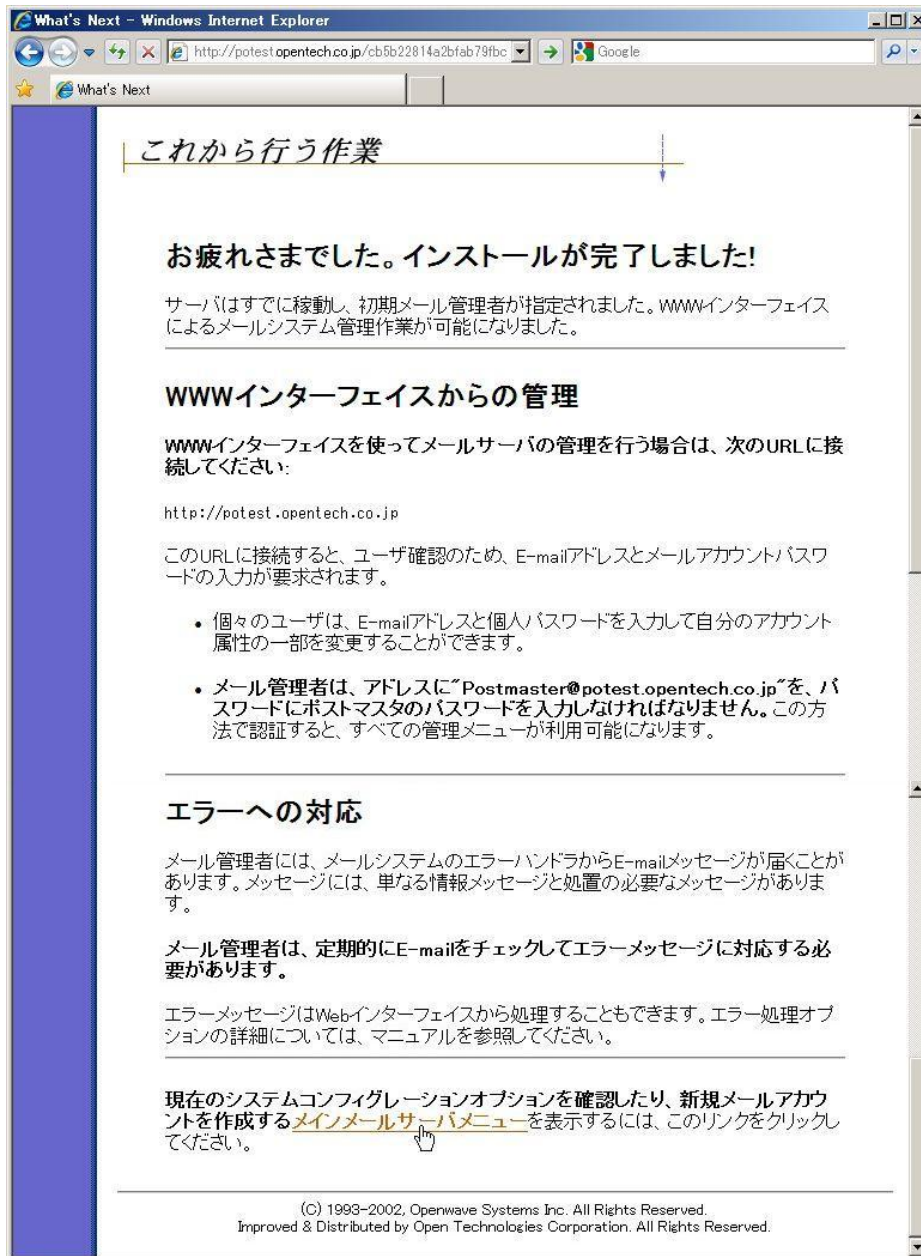 What's Next - Windows Internet Explorer
http://potest.opentech.co.jp/cb5b22814a2bfab79fbc
Google
What's Next
これから行う作業
お疲れさまでした。インストールが完了しました!
サーバはすでに稼動し、初期メール管理者が指定されました。WWWインターフェイス
によるメールシステム管理作業が可能になりました。
WWWインターフェイスからの管理
WWWインターフェイスを使ってメールサーバの管理を行う場合は、次のURLに接
続してください:
http://potest.opentech.co.jp
このURLに接続すると、ユーザ確認のため、E-mailアドレスとメールアカウントパスワ
ードの入力が要求されます。
• 個々のユーザは、E-mailアドレスと個人パスワードを入力して自分のアカウント
属性の一部を変更することができます。
• メール管理者は、アドレスに"Postmaster@potest.opentech.co.jp"を、パ
スワードにポストマスタのパスワードを入力しなければなりません。この方
法で認証すると、すべての管理メニューが利用可能になります。
エラーへの対応
メール管理者には、メールシステムのエラーハンドラからE-mailメッセージが届くことが
あります。メッセージには、単なる情報メッセージと処置の必要なメッセージがありま
す。
メール管理者は、定期的にE-mailをチェックしてエラーメッセージに対応する必
要があります。
エラーメッセージはWebインターフェイスから処理することもできます。エラー処理オプ
ションの詳細については、マニュアルを参照してください。
現在のシステムコンフィグレーションオプションを確認したり、新規メールアカウ
ントを作成するメインメールサーバメニューを表示するには、このリンクをクリックし
てください。
(C) 1993-2002, Openwave Systems Inc. All Rights Reserved.
Improved & Distributed by Open Technologies Corporation. All Rights Reserved.